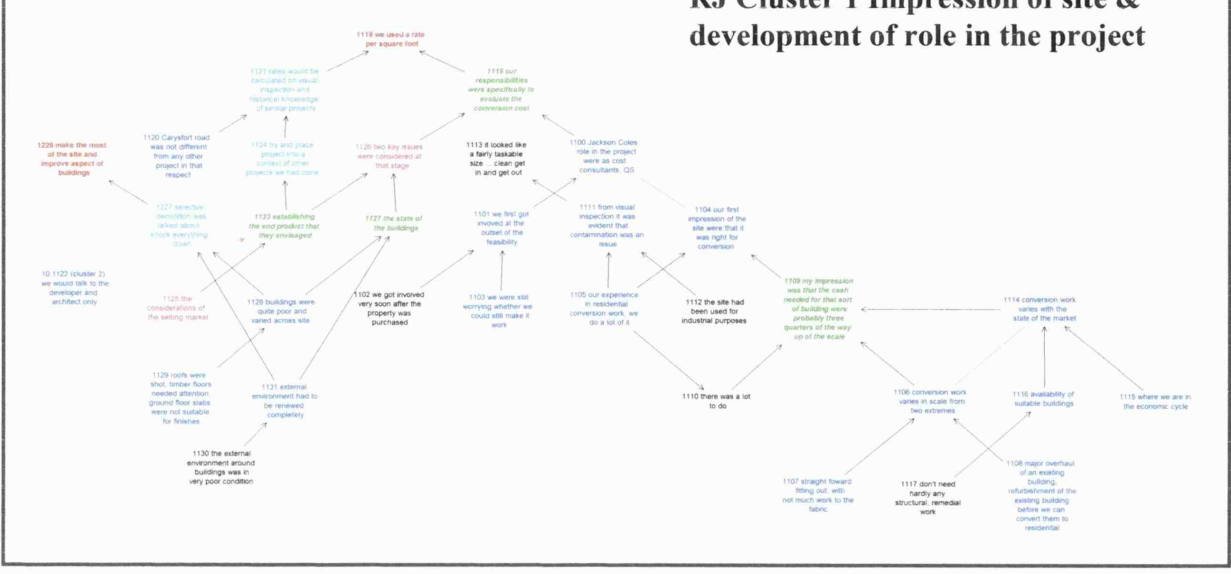 RJ Cluster 1 Impression of site &
development of role in the project
1118 we used a rate
per square foot
1121 rates would be
calculated on visual
inspection and
historical knowledge
of similar projects
1119 our
responsibilities
were specifically to
evaluate the
conversion cost
1228 make the most
of the site and
improve aspect of
buildings
1120 Carysfort road
was not different
from any other
project in that
respect
1124 try and place
project into a
context of other
projects we had done
1126 two key issues
were considered at
that stage
1113 it looked like
a fairly taskable
size ... clean get
in and get out
1100 Jackson Coles
role in the project
were as cost
consultants, QS
1227 selective
demolition was
talked about
knock everything
down
1123 establishing
the end product that
they envisaged
1127 the state of
the buildings
1101 we first got
invoved at the
outset of the
feasibility
1111 from visual
inspection it was
evident that
contamination was an
issue
1104 our first
impression of the
site were that it
was right for
conversion
10.1122 (cluster 2)
we would talk to the
developer and
architect only
1125 the
considerations of
the selling market
1128 buildings were
quite poor and
varied across site
1102 we got involved
very soon after the
property was
purchased
1103 we were still
worrying whether we
could still make it
work
1105 our experience
in residential
conversion work, we
do a lot of it
1112 the site had
been used for
industrial purposes
1109 my impression
was that the cash
needed for that sort
of building were
probably three
quarters of the way
up of the scale
1114 conversion work
varies with the
state of the market
1129 roofs were
shot, timber floors
needed attention
ground floor slabs
were not suitable
for finishes
1131 external
environment had to
be renewed
completely
1110 there was a lot
to do
1106 conversion work
varies in scale from
two extremes
1116 availability of
suitable buildings
1115 where we are in
the economic cycle
1130 the external
environment around
buildings was in
very poor condition
1107 straight foward
fitting out, with
not much work to the
fabric
1117 don't need
hardly any
structural, remedial
work
1108 major overhaul
of an existing
building,
refurbishment of the
existing building
before we can
convert them to
residential